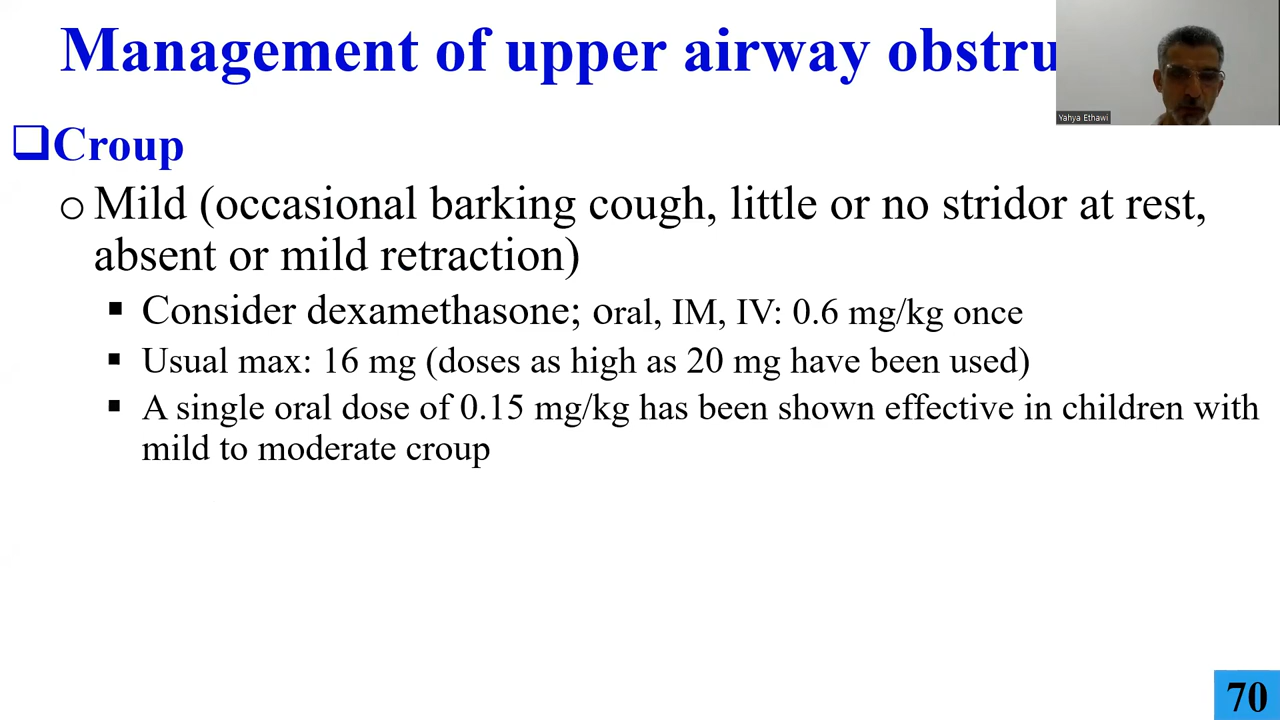 Management of upper airway obstru
Yahya Ethawi
Croup
Mild (occasional barking cough, little or no stridor at rest,
absent or mild retraction)
Consider dexamethasone; oral, IM, IV: 0.6 mg/kg once
Usual max: 16 mg (doses as high as 20 mg have been used)
A single oral dose of 0.15 mg/kg has been shown effective in children with
mild to moderate croup
70